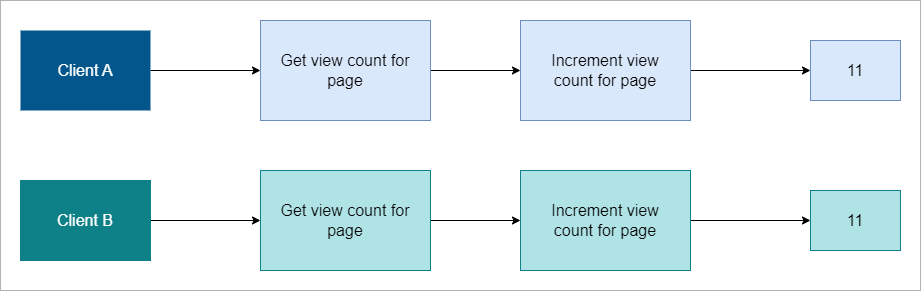 Client A
Get view count for
page
Increment view
count for page
11
Client B
Get view count for
page
Increment view
count for page
11